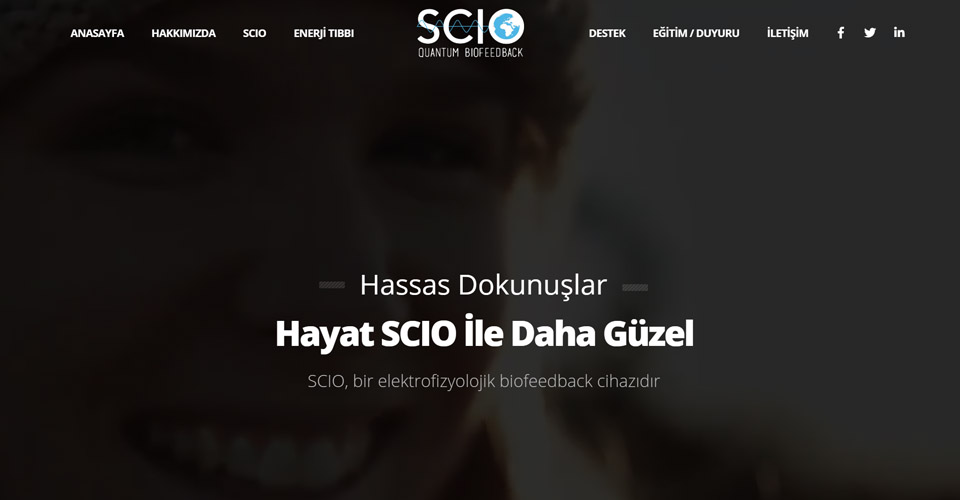 ANASAYFA HAKKIMIZDA SCIO ENERJİ TIBBI
SCIO
QUANTUM BIOFEEDBACK
DESTEK EĞİTİM / DUYURU İLETİŞİM
Hassas Dokunuşlar
Hayat SCIO İle Daha Güzel
SCIO, bir elektrofizyolojik biofeedback cihazıdır